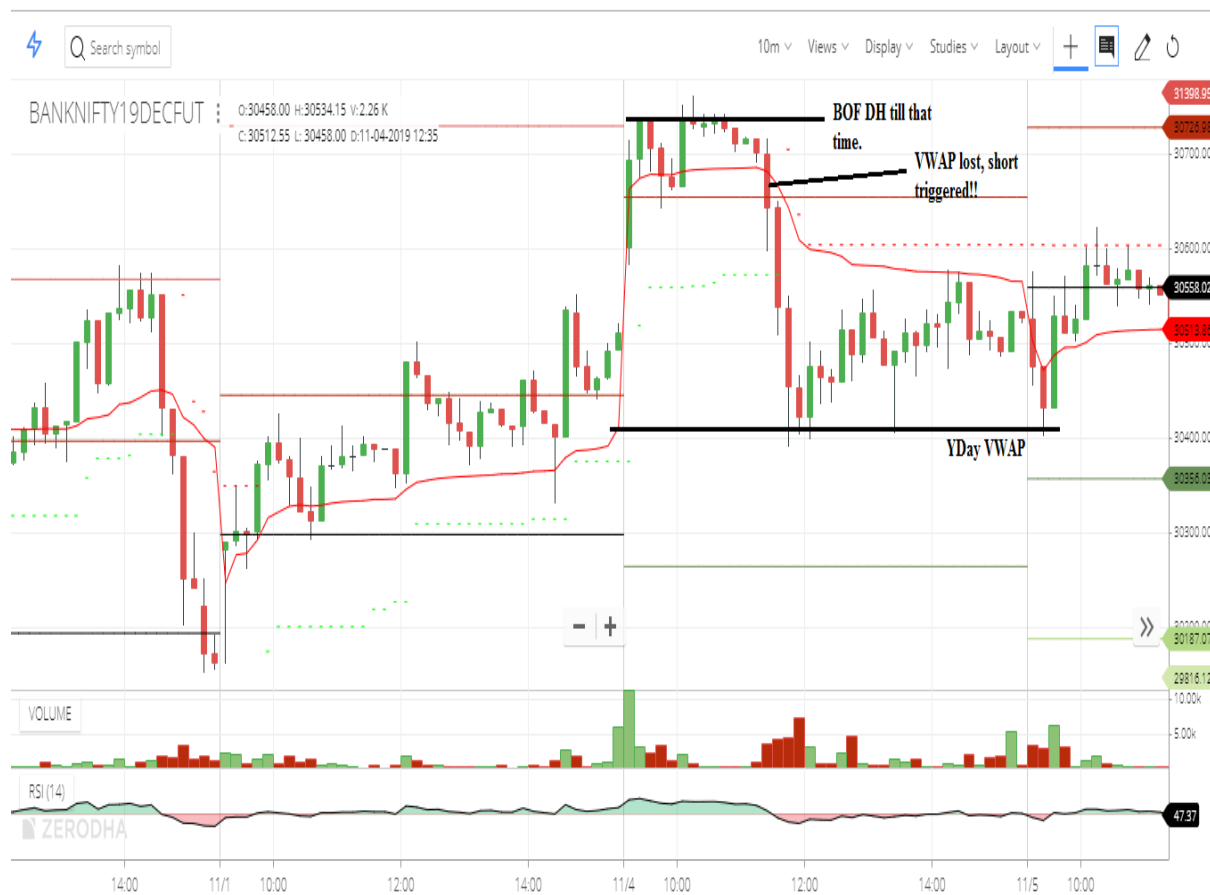 Search symbol
10m Views Display Studies Layout
BANKNIFTY19DECFUT
O:30458.00 H:30534.15 V:2.26 K
C:30512.55 L: 30458.00 D:11-04-2019 12:35
BOF DH till that
time.
VWAP lost, short
triggered!!
YDay VWAP
31398.95
30700.00
30600.00
30558.02
30500.00
30400.00
30300.00
30187.07
29816.12
VOLUME
10.00k
5.00k
RSI (14)
47.37
ZERODHA
14:00 11/1 10:00 12:00 14:00 11/4 10:00 12:00 14:00 11/5 10:00